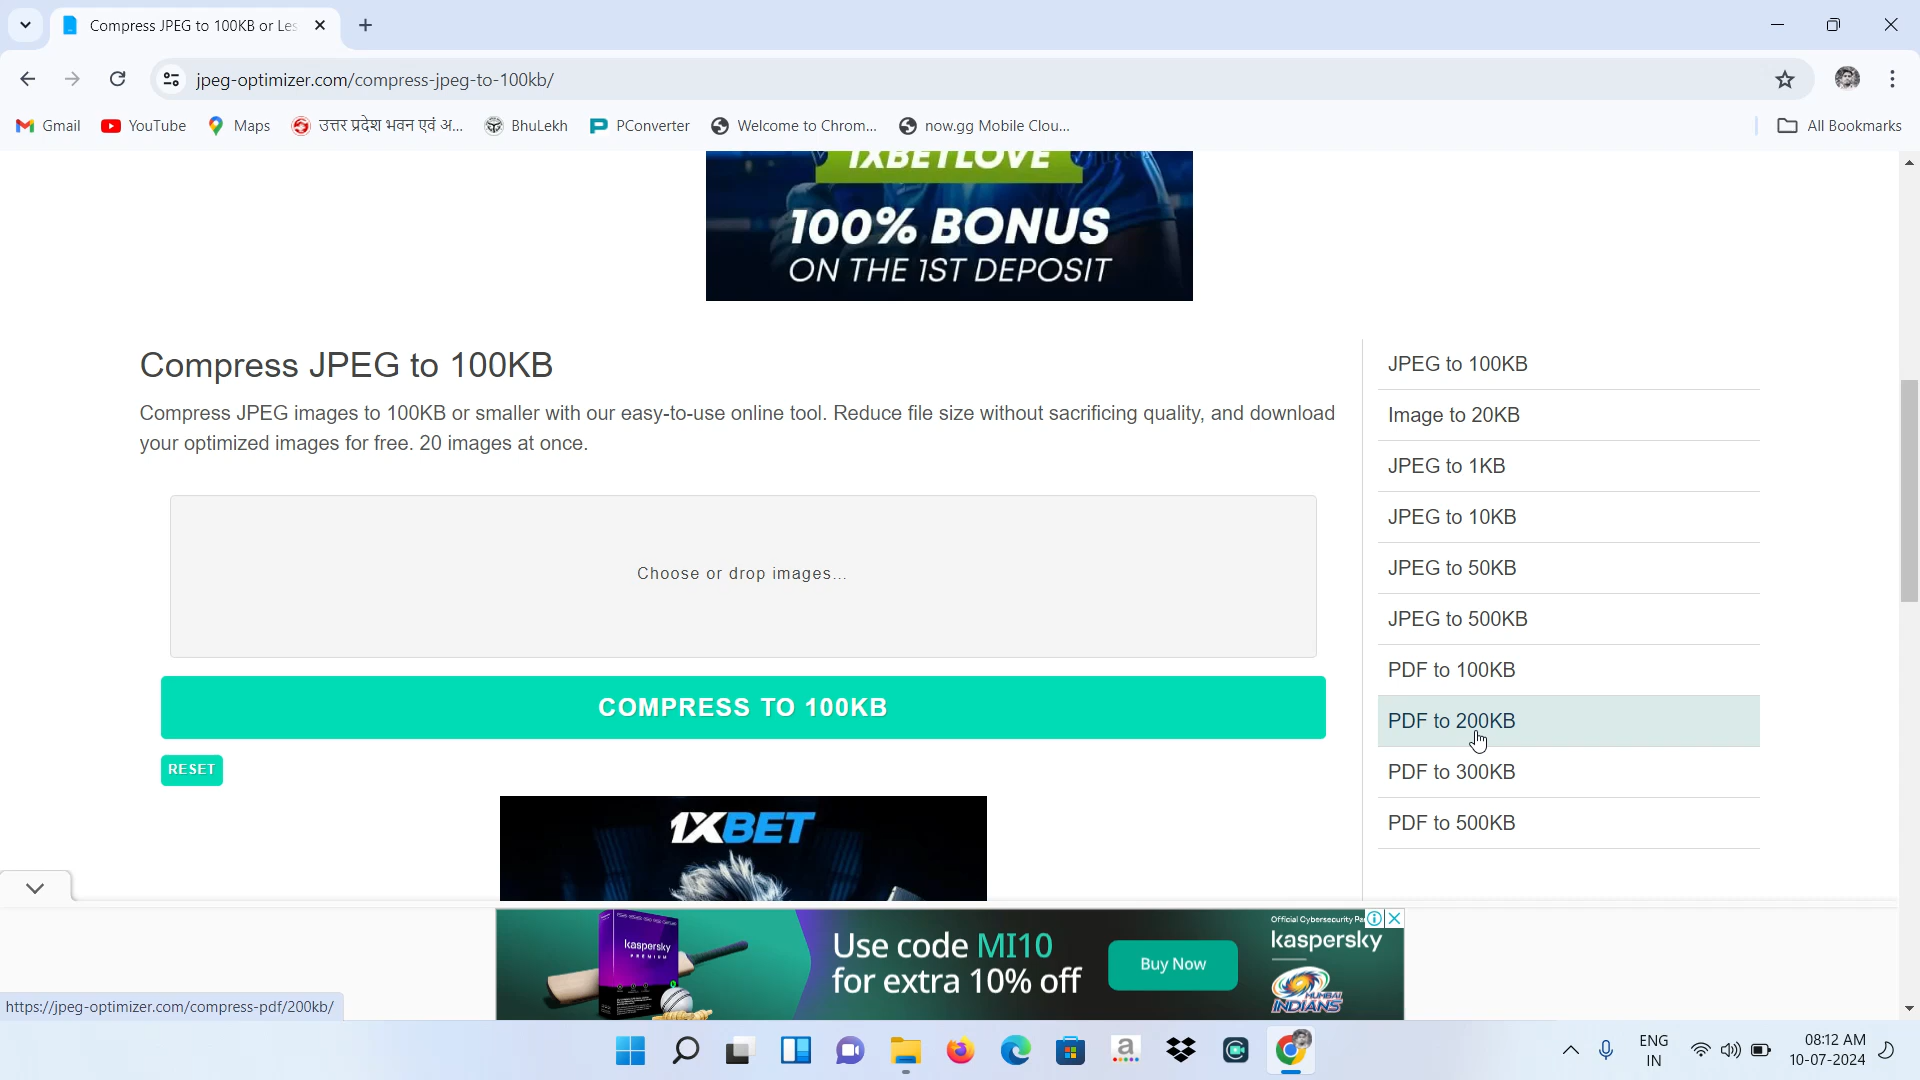 Compress JPEG to 100KB or Les
jpeg-optimizer.com/compress-jpeg-to-100kb/
Gmail
YouTube
Maps
उत्तर प्रदेश भवन एवं अ...
BhuLekh
PConverter
Welcome to Chrom...
now.gg Mobile Clou...
All Bookmarks
1XBETLOVE
100% BONUS
ON THE 1ST DEPOSIT
Compress JPEG to 100KB
Compress JPEG images to 100KB or smaller with our easy-to-use online tool. Reduce file size without sacrificing quality, and download
your optimized images for free. 20 images at once.
Choose or drop images...
COMPRESS TO 100KB
RESET
1XBET
JPEG to 100KB
Image to 20KB
JPEG to 1KB
JPEG to 10KB
JPEG to 50KB
JPEG to 500KB
PDF to 100KB
PDF to 200KB
PDF to 300KB
PDF to 500KB
kaspersky
PREMIUM
Use code MI10
for extra 10% off
Buy Now
Official Cybersecurity Pa
kaspersky
MUMBAI
INDIANS
https://jpeg-optimizer.com/compress-pdf/200kb/
ENG
IN
08:12 AM
10-07-2024